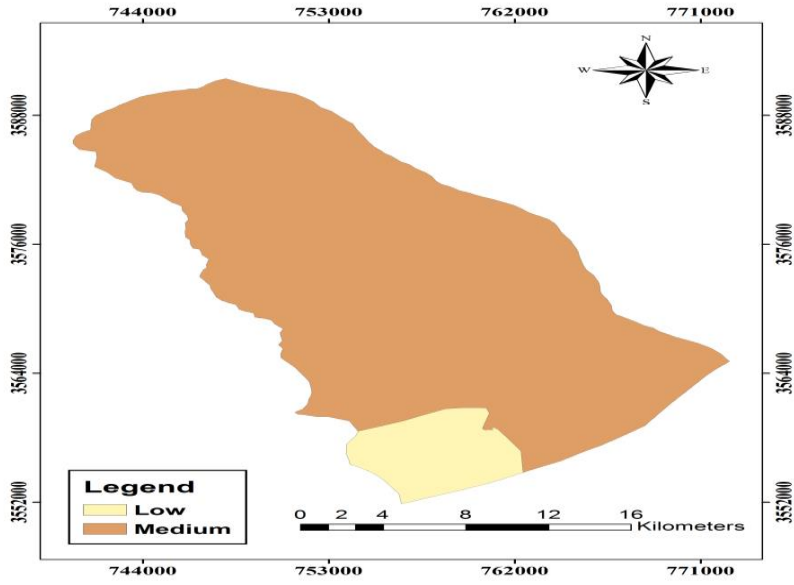 744000 753000 762000 771000
N
W E
S
3588000 3588000
3576000 3576000
3564000 3564000
3552000 3552000
Legend
Low
Medium
0 2 4 8 12 16
Kilometers
744000 753000 762000 771000